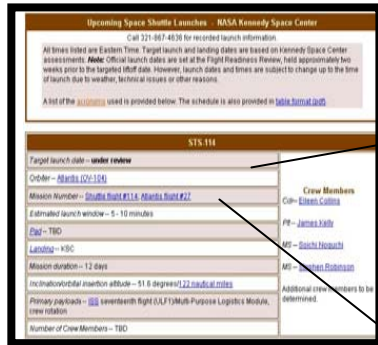 Upcoming Space Shuttle Launches - NASA Kennedy Space Center
Call 321-867-4636 for recorded launch information.
All times listed are Eastern Time. Target launch and landing dates are based on Kennedy Space Center
assessments. Note: Official launch dates are set at the Flight Readiness Review, held approximately two
weeks prior to the targeted liftoff date. However, launch dates and times are subject to change up to the time
of launch due to weather, technical issues or other reasons.
A list of the acronyms used is provided below. The schedule is also provided in table format (pdf).
STS-114
Target launch date -- under review
Orbiter -- Atlantis (OV-104)
Mission Number -- Shuttle flight #114; Atlantis flight #27
Estimated launch window -- 5 - 10 minutes
Pad -- TBD
Landing -- KSC
Mission duration -- 12 days
Inclination/orbital insertion altitude -- 51.6 degrees/122 nautical miles
Primary payloads -- ISS seventeenth flight (ULF1)/Multi-Purpose Logistics Module,
crew rotation
Number of Crew Members -- TBD
Crew Members
Cdr-- Eileen Collins
Plt-- James Kelly
MS -- Soichi Noguchi
MS -- Stephen Robinson
Additional crew members to be
determined.